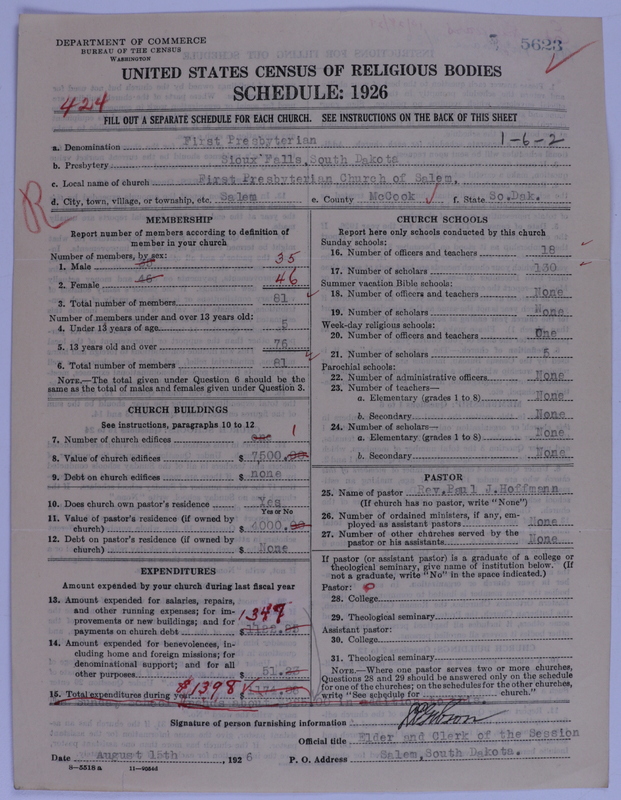 DEPARTMENT OF COMMERCE
BUREAU OF THE CENSUS
WASHINGTON
5623
UNITED STATES CENSUS OF RELIGIOUS BODIES
SCHEDULE: 1926
424
FILL OUT A SEPARATE SCHEDULE FOR EACH CHURCH. SEE INSTRUCTIONS ON THE BACK OF THIS SHEET
1-6-2
a. Denomination First Presbyterian
b. Presbytery Sioux Falls, South Dakota
c. Local name of church First Presbyterian Church of Salem.
d. City, town, village, or township, etc. Salem e. County McCook f. State So.Dak.
R
MEMBERSHIP
Report number of members according to definition of
member in your church
Number of members, by sex:
1. Male 35
2. Female 46
3. Total number of members 81
Number of members under and over 13 years old:
4. Under 13 years of age 5
5. 13 years old and over 76
6. Total number of members 81
NOTE.—The total given under Question 6 should be the
same as the total of males and females given under Question 3.
CHURCH BUILDINGS
See instructions, paragraphs 10 to 12
7. Number of church edifices 1
8. Value of church edifices $ 7500.00
9. Debt on church edifices $ none
10. Does church own pastor's residence Yes
Yes or No
11. Value of pastor's residence (if owned by
church) $ 4000.00
12. Debt on pastor's residence (if owned by
church) $ None
EXPENDITURES
Amount expended by your church during last fiscal year
13. Amount expended for salaries, repairs,
and other running expenses; for im-
provements or new buildings; and for
payments on church debt $ 1347
14. Amount expended for benevolences, in-
cluding home and foreign missions; for
denominational support; and for all
other purposes $ 51.
15. Total expenditures during year $1398
CHURCH SCHOOLS
Report here only schools conducted by this church
Sunday schools:
16. Number of officers and teachers 18
17. Number of scholars 130
Summer vacation Bible schools:
18. Number of officers and teachers None
19. Number of scholars None
Week-day religious schools:
20. Number of officers and teachers One
21. Number of scholars 5
Parochial schools:
22. Number of administrative officers None
23. Number of teachers—
a. Elementary (grades 1 to 8) None
b. Secondary None
24. Number of scholars—
a. Elementary (grades 1 to 8) None
b. Secondary None
PASTOR
25. Name of pastor Rev. Paul J. Hoffmann
(If church has no pastor, write "None")
26. Number of ordained ministers, if any, em-
ployed as assistant pastors None
27. Number of other churches served by the
pastor or his assistants None
If pastor (or assistant pastor) is a graduate of a college or
theological seminary, give name of institution below. (If
not a graduate, write "No" in the space indicated.)
Pastor:
28. College
29. Theological seminary
Assistant pastor:
30. College
31. Theological seminary
NOTE.—Where one pastor serves two or more churches,
Questions 28 and 29 should be answered only on the schedule
for one of the churches; on the schedules for the other churches,
write "See schedule for church."
Signature of person furnishing information
Official title Elder and Clerk of the Session
Date August 15th, 1926 P. O. Address Salem, South Dakota.
8—5518a 11—9564d